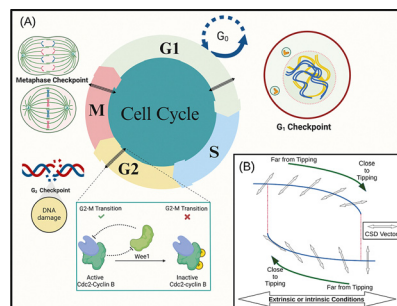 (A)
G1
G₀
Metaphase Checkpoint
M
Cell Cycle
G₁ Checkpoint
S
G2
G₂ Checkpoint
DNA
damage
G2-M Transition
G2-M Transition
Wee1
Active
Cdc2-Cyclin B
Inactive
Cdc2-cyclin B
(B)
Far from Tipping
Close
to
Tipping
CSD Vector
Close
to
Tipping
Far from Tipping
Extrinsic or intrinsic Conditions